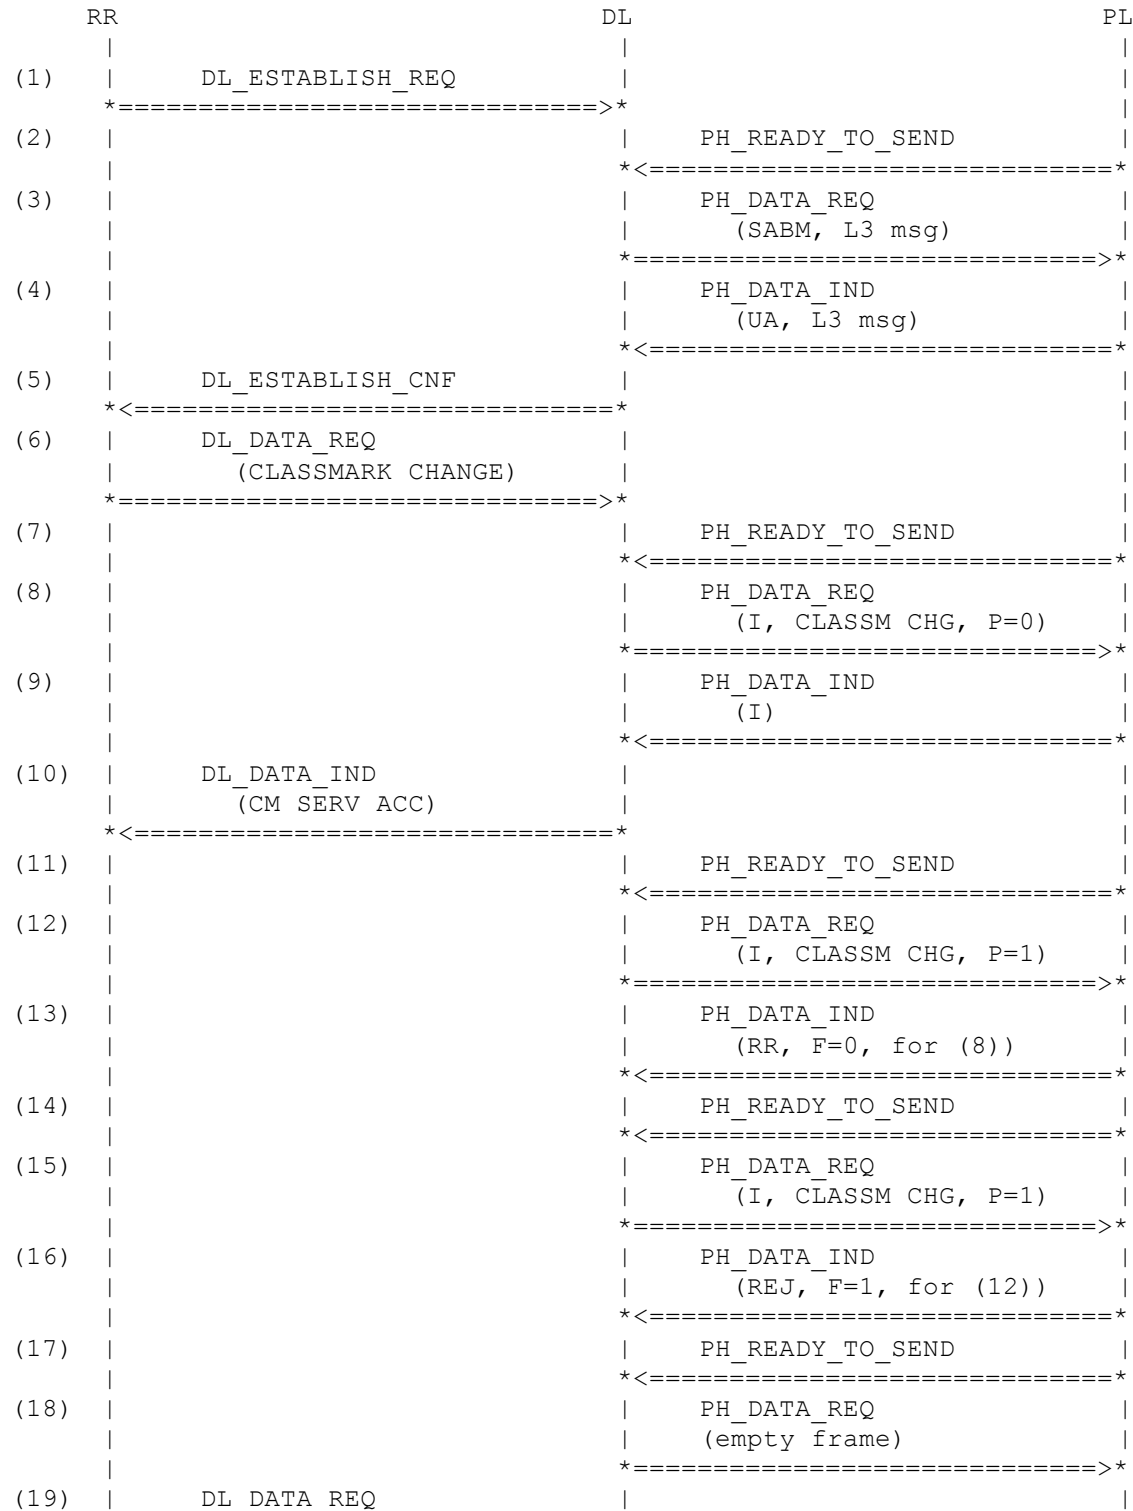 RR                              DL                              PL
      |                               |                               |
(1)   |     DL_ESTABLISH_REQ          |                               |
      *==============================>*                               |
(2)   |                               |    PH_READY_TO_SEND           |
      |                               *<=============================*
(3)   |                               |    PH_DATA_REQ                |
      |                               |      (SABM, L3 msg)           |
      |                               *=============================>*
(4)   |                               |    PH_DATA_IND                |
      |                               |      (UA, L3 msg)             |
      |                               *<=============================*
(5)   |     DL_ESTABLISH_CNF          |                               |
      *<==============================*                               |
(6)   |     DL_DATA_REQ               |                               |
      |       (CLASSMARK CHANGE)      |                               |
      *==============================>*                               |
(7)   |                               |    PH_READY_TO_SEND           |
      |                               *<=============================*
(8)   |                               |    PH_DATA_REQ                |
      |                               |      (I, CLASSM CHG, P=0)     |
      |                               *=============================>*
(9)   |                               |    PH_DATA_IND                |
      |                               |      (I)                      |
      |                               *<=============================*
(10)  |     DL_DATA_IND               |                               |
      |       (CM SERV ACC)           |                               |
      *<==============================*                               |
(11)  |                               |    PH_READY_TO_SEND           |
      |                               *<=============================*
(12)  |                               |    PH_DATA_REQ                |
      |                               |      (I, CLASSM CHG, P=1)     |
      |                               *=============================>*
(13)  |                               |    PH_DATA_IND                |
      |                               |      (RR, F=0, for (8))       |
      |                               *<=============================*
(14)  |                               |    PH_READY_TO_SEND           |
      |                               *<=============================*
(15)  |                               |    PH_DATA_REQ                |
      |                               |      (I, CLASSM CHG, P=1)     |
      |                               *=============================>*
(16)  |                               |    PH_DATA_IND                |
      |                               |      (REJ, F=1, for (12))     |
      |                               *<=============================*
(17)  |                               |    PH_READY_TO_SEND           |
      |                               *<=============================*
(18)  |                               |    PH_DATA_REQ                |
      |                               |    (empty frame)              |
      |                               *=============================>*
(19)  |     DL DATA REQ               |                               |